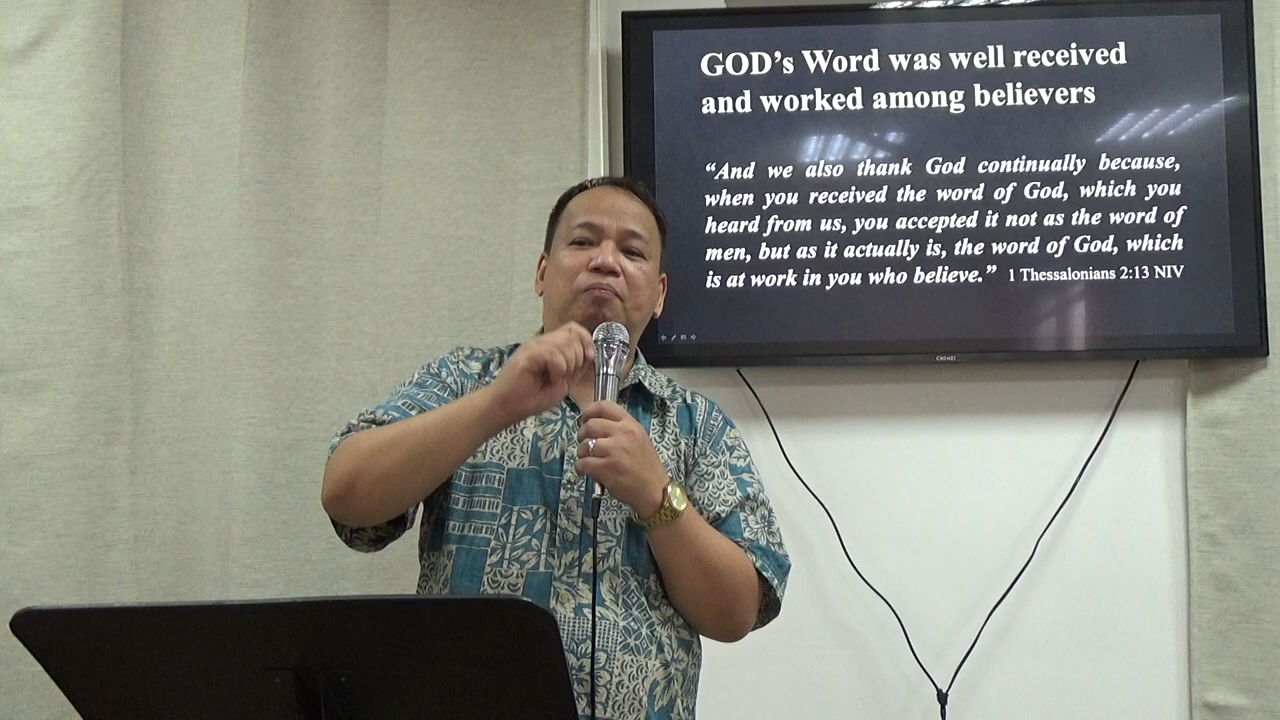 GOD's Word was well received
and worked among believers
“And we also thank God continually because,
when you received the word of God, which you
heard from us, you accepted it not as the word of
men, but as it actually is, the word of God, which
is at work in you who believe.” 1 Thessalonians 2:13 NIV
CHIMEI